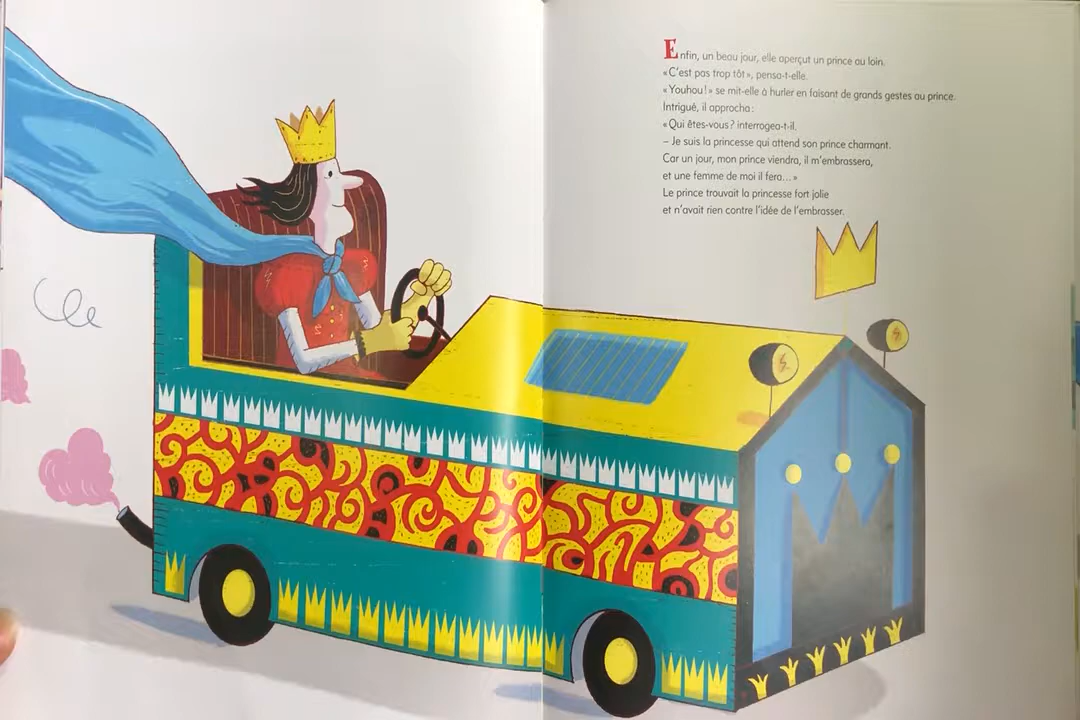 Enfin, un beau jour, elle aperçut un prince au loin.
« C'est pas trop tôt », pensa-t-elle.
« Youhou ! » se mit-elle à hurler en faisant de grands gestes au prince.
Intrigué, il approcha :
« Qui êtes-vous ? interrogea-t-il.
– Je suis la princesse qui attend son prince charmant.
Car un jour, mon prince viendra, il m'embrassera,
et une femme de moi il fera… »
Le prince trouvait la princesse fort jolie
et n'avait rien contre l'idée de l'embrasser.